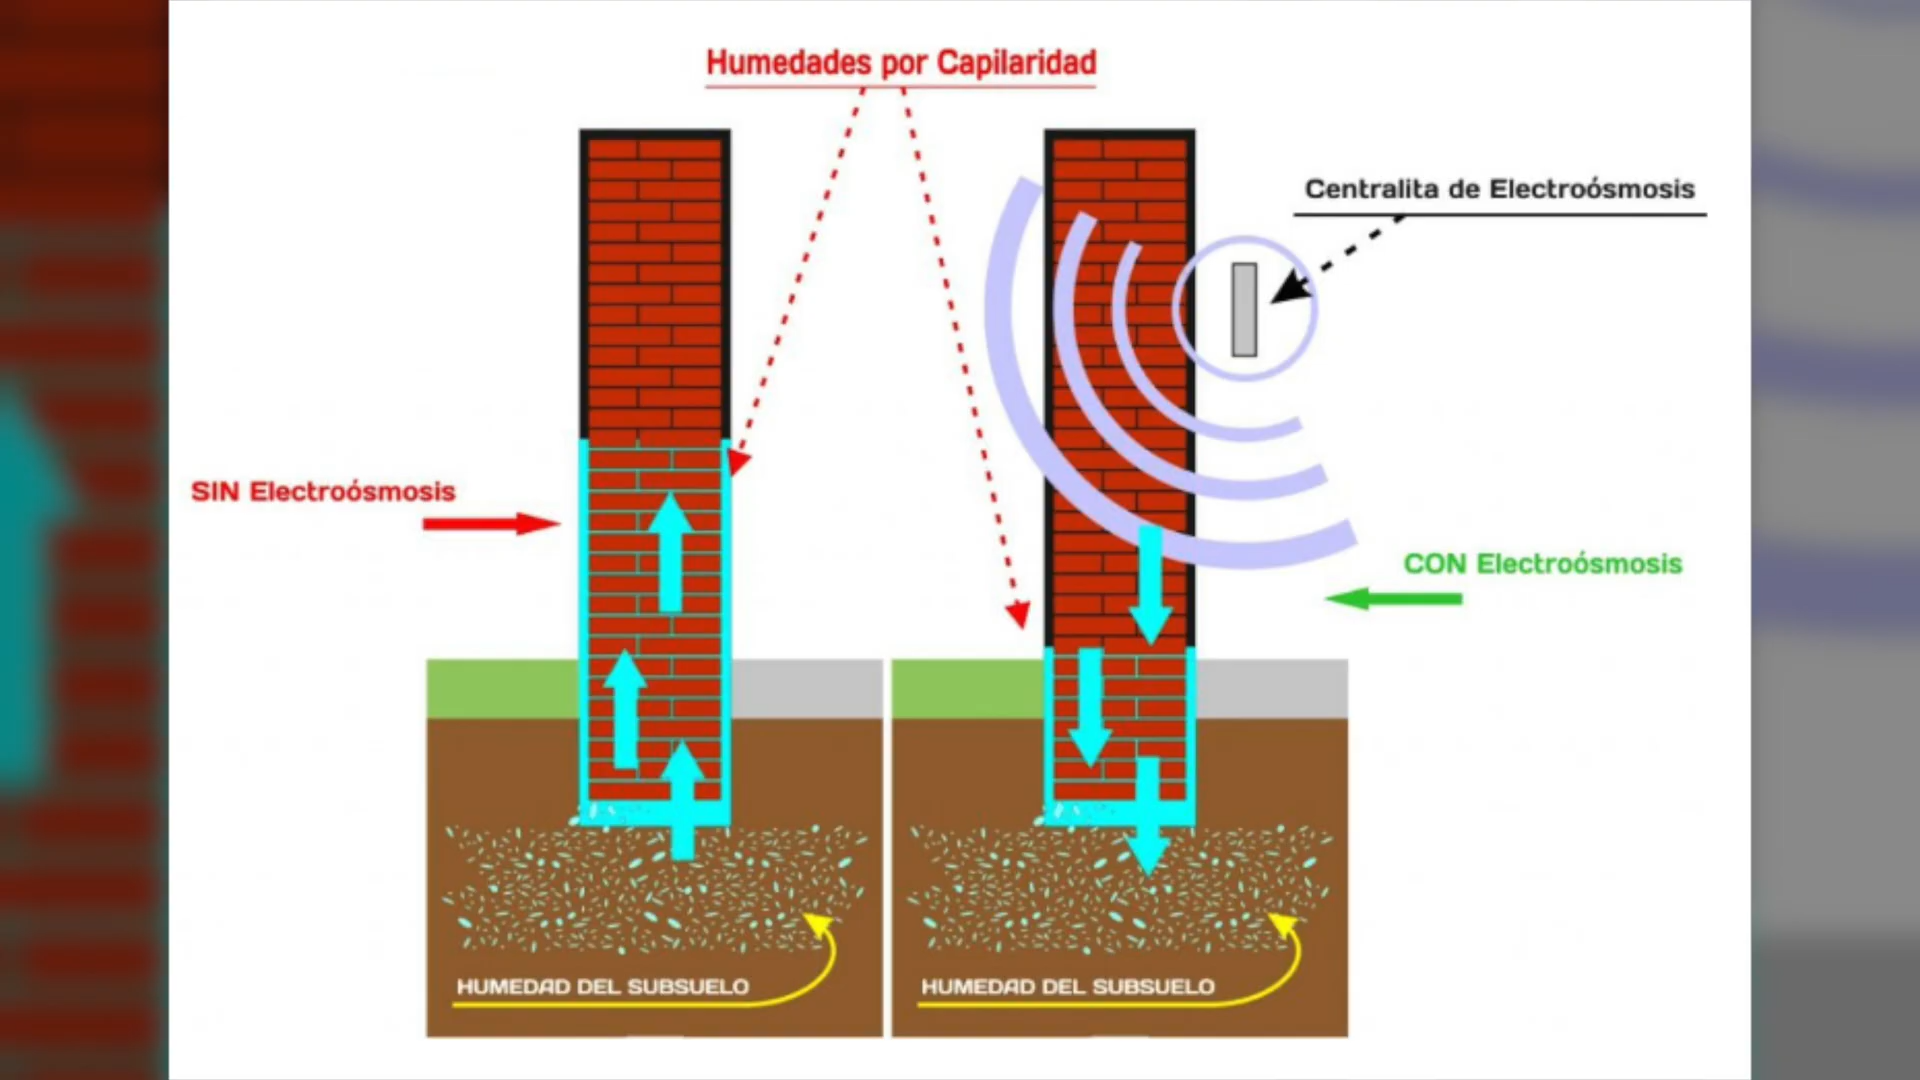 Humedades por Capilaridad
Centralita de Electroósmosis
SIN Electroósmosis
CON Electroósmosis
HUMEDAD DEL SUBSUELO
HUMEDAD DEL SUBSUELO